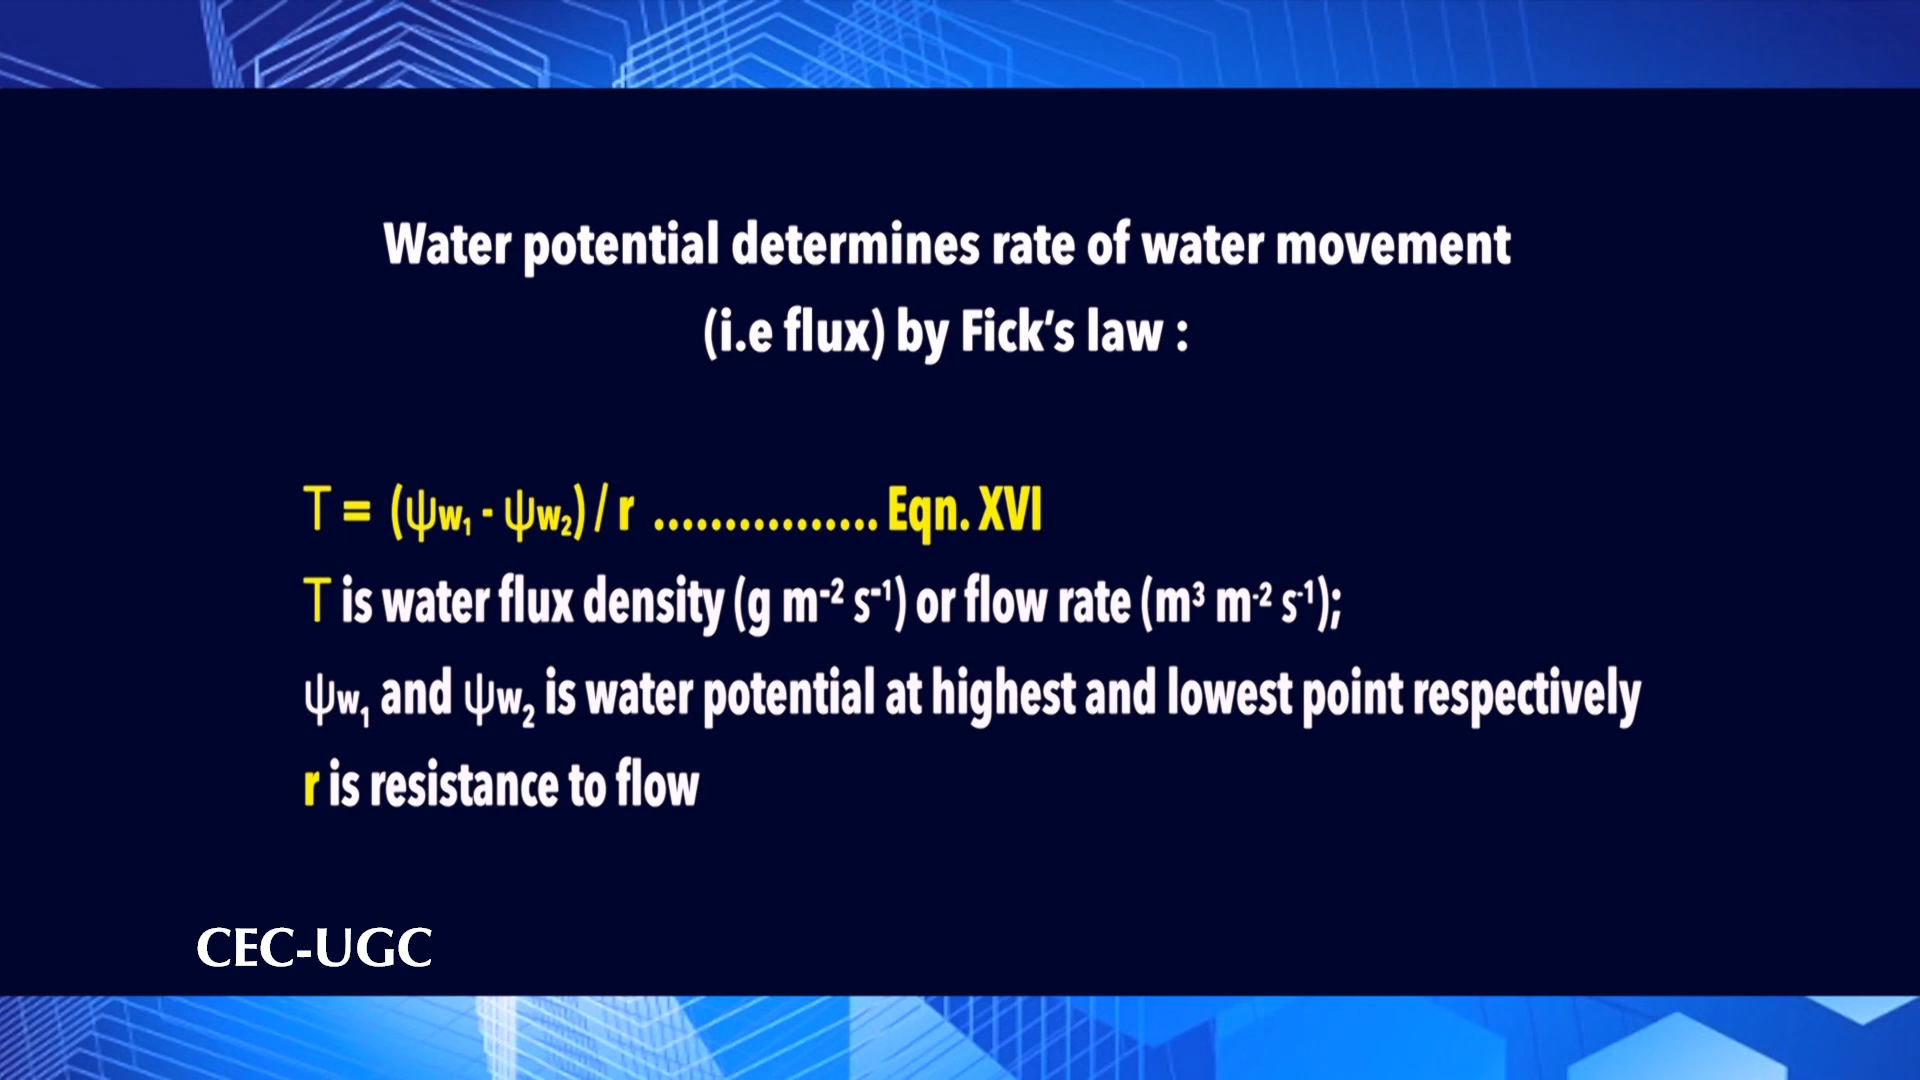 Water potential determines rate of water movement
(i.e flux) by Fick's law :
T = (ψw₁ - ψw₂) / r ................ Eqn. XVI
T is water flux density (g m⁻² s⁻¹) or flow rate (m³ m⁻² s⁻¹);
ψw₁ and ψw₂ is water potential at highest and lowest point respectively
r is resistance to flow
CEC-UGC